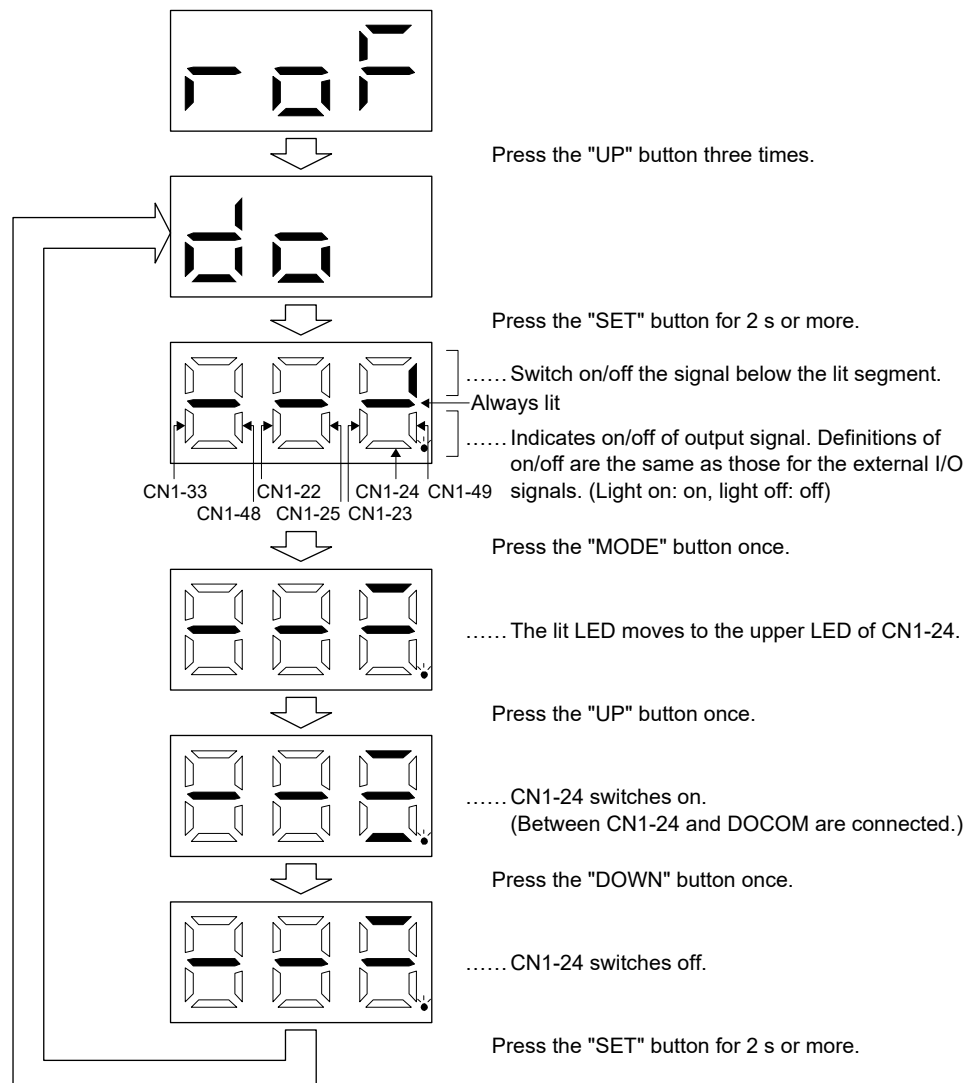 roF
Press the "UP" button three times.
do
Press the "SET" button for 2 s or more.
...... Switch on/off the signal below the lit segment.
Always lit
...... Indicates on/off of output signal. Definitions of
on/off are the same as those for the external I/O
signals. (Light on: on, light off: off)
CN1-33 CN1-22 CN1-24 CN1-49
CN1-48 CN1-25 CN1-23
Press the "MODE" button once.
...... The lit LED moves to the upper LED of CN1-24.
Press the "UP" button once.
...... CN1-24 switches on.
(Between CN1-24 and DOCOM are connected.)
Press the "DOWN" button once.
...... CN1-24 switches off.
Press the "SET" button for 2 s or more.